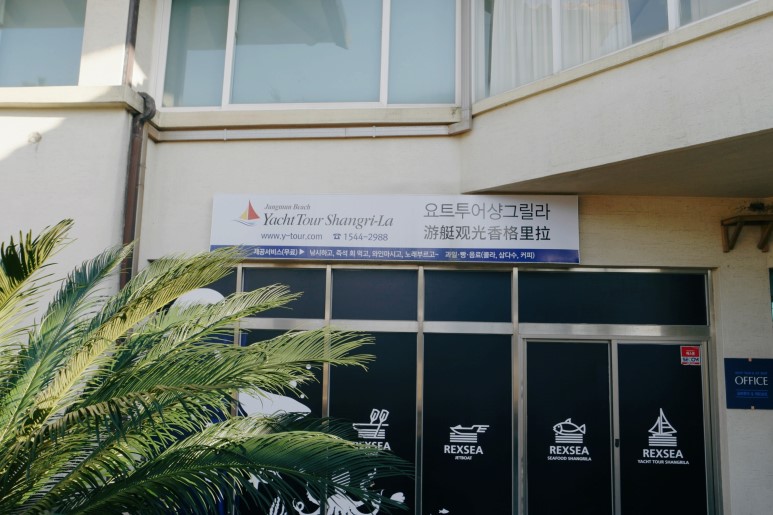 Jungmun Beach
Yacht Tour Shangri-La
www.y-tour.com ☎ 1544-2988
요트투어샹그릴라
游艇观光香格里拉
제공서비스(무료) ▶ 낚시하고, 즉석 회 먹고, 와인마시고, 노래부르고~ 과일·빵·음료(콜라, 삼다수, 커피)
REXSEA
JETBOAT
REXSEA
SEAFOOD SHANGRILA
REXSEA
YACHT TOUR SHANGRILA
OFFICE